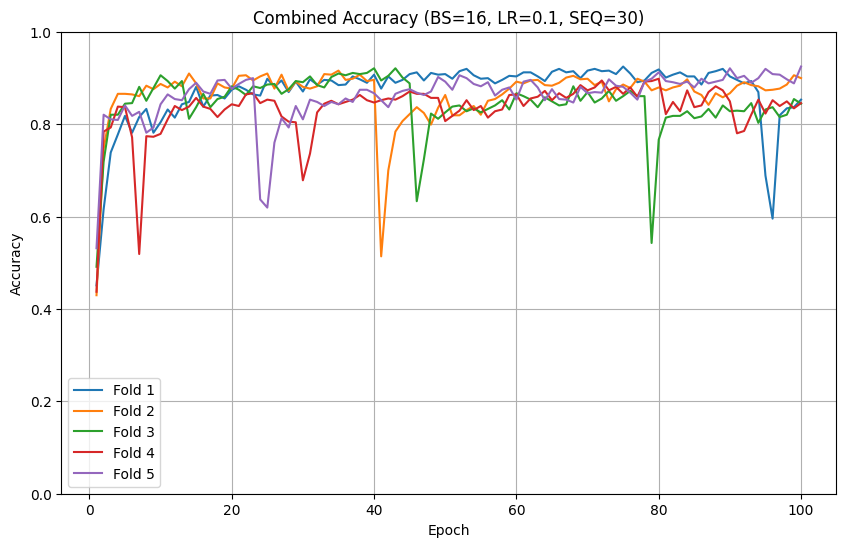 Combined Accuracy (BS=16, LR=0.1, SEQ=30)
1.0
0.8
0.6
0.4
0.2
0.0
Accuracy
Fold 1
Fold 2
Fold 3
Fold 4
Fold 5
0 20 40 60 80 100
Epoch